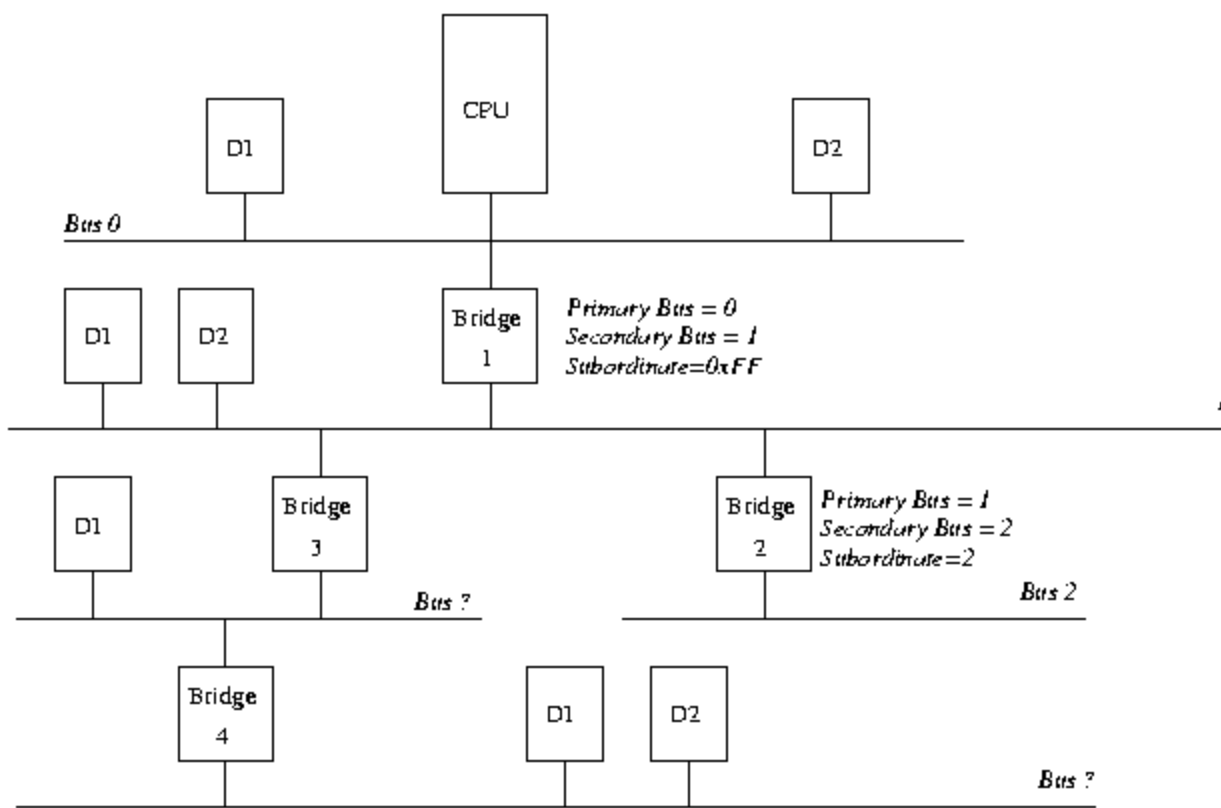 CPU
D1
D2
Bus 0
D1
D2
Bridge
1
Primary Bus = 0
Secondary Bus = 1
Subordinate=0xFF
D1
Bridge
3
Bridge
2
Primary Bus = 1
Secondary Bus = 2
Subordinate=2
Bus ?
Bus 2
Bridge
4
D1
D2
Bus ?